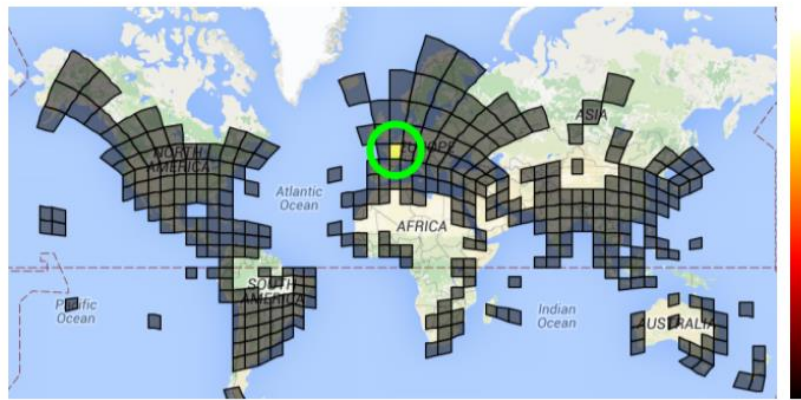 NORTH
AMERICA
EUROPE
ASIA
Atlantic
Ocean
AFRICA
SOUTH
AMERICA
Pacific
Ocean
Indian
Ocean
AUSTRALIA